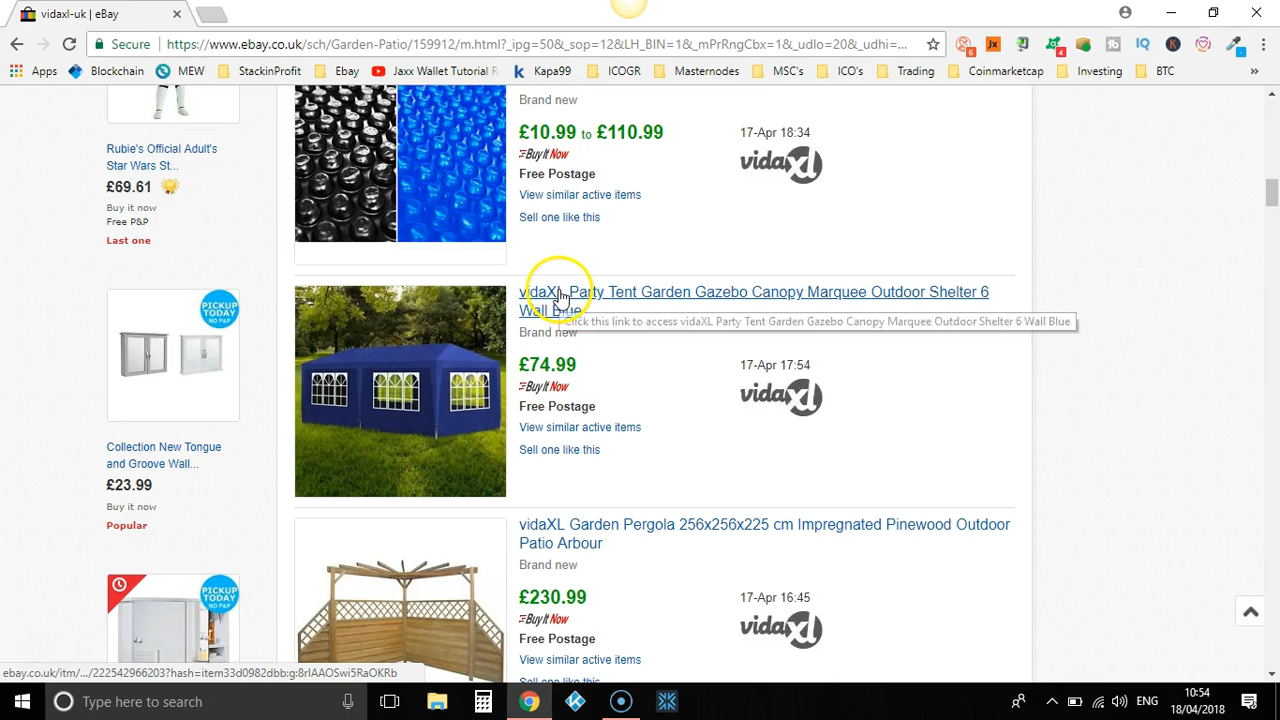 vidaxl-uk | eBay
Secure
https://www.ebay.co.uk/sch/Garden-Patio/159912/m.html?_ipg=50&_sop=12&LH_BIN=1&_mPrRngCbx=1&_udlo=20&_udhi=...
Apps
Blockchain
MEW
StackinProfit
Ebay
Jaxx Wallet Tutorial R
Kapa99
ICOGR
Masternodes
MSC's
ICO's
Trading
Coinmarketcap
Investing
BTC
»
Rubie's Official Adult's
Star Wars St...
£69.61
Buy it now
Free P&P
Last one
PICKUP
TODAY
NO P&P
Collection New Tongue
and Groove Wall...
£23.99
Buy it now
Popular
PICKUP
TODAY
NO P&P
Brand new
£10.99 to £110.99
17-Apr 18:34
Buy It Now
vidaXL
Free Postage
View similar active items
Sell one like this
vidaXL Party Tent Garden Gazebo Canopy Marquee Outdoor Shelter 6
Wall Blue
Click this link to access vidaXL Party Tent Garden Gazebo Canopy Marquee Outdoor Shelter 6 Wall Blue
Brand new
£74.99
17-Apr 17:54
Buy It Now
vidaXL
Free Postage
View similar active items
Sell one like this
vidaXL Garden Pergola 256x256x225 cm Impregnated Pinewood Outdoor
Patio Arbour
Brand new
£230.99
17-Apr 16:45
Buy It Now
vidaXL
Free Postage
View similar active items
Sell one like this
ebay.co.uk/itm/.../222542966203?hash=item33d0982dbb:g:8rIAAOSwi5RaOKRb
Type here to search
ENG
10:54
18/04/2018